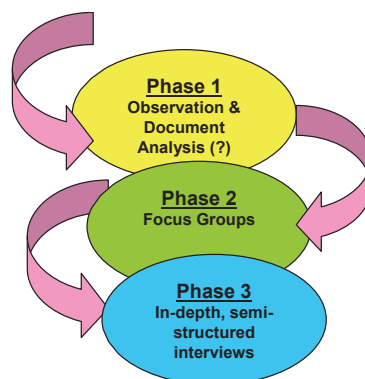 Phase 1
Observation &
Document
Analysis (?)
Phase 2
Focus Groups
Phase 3
In-depth, semi-
structured
interviews